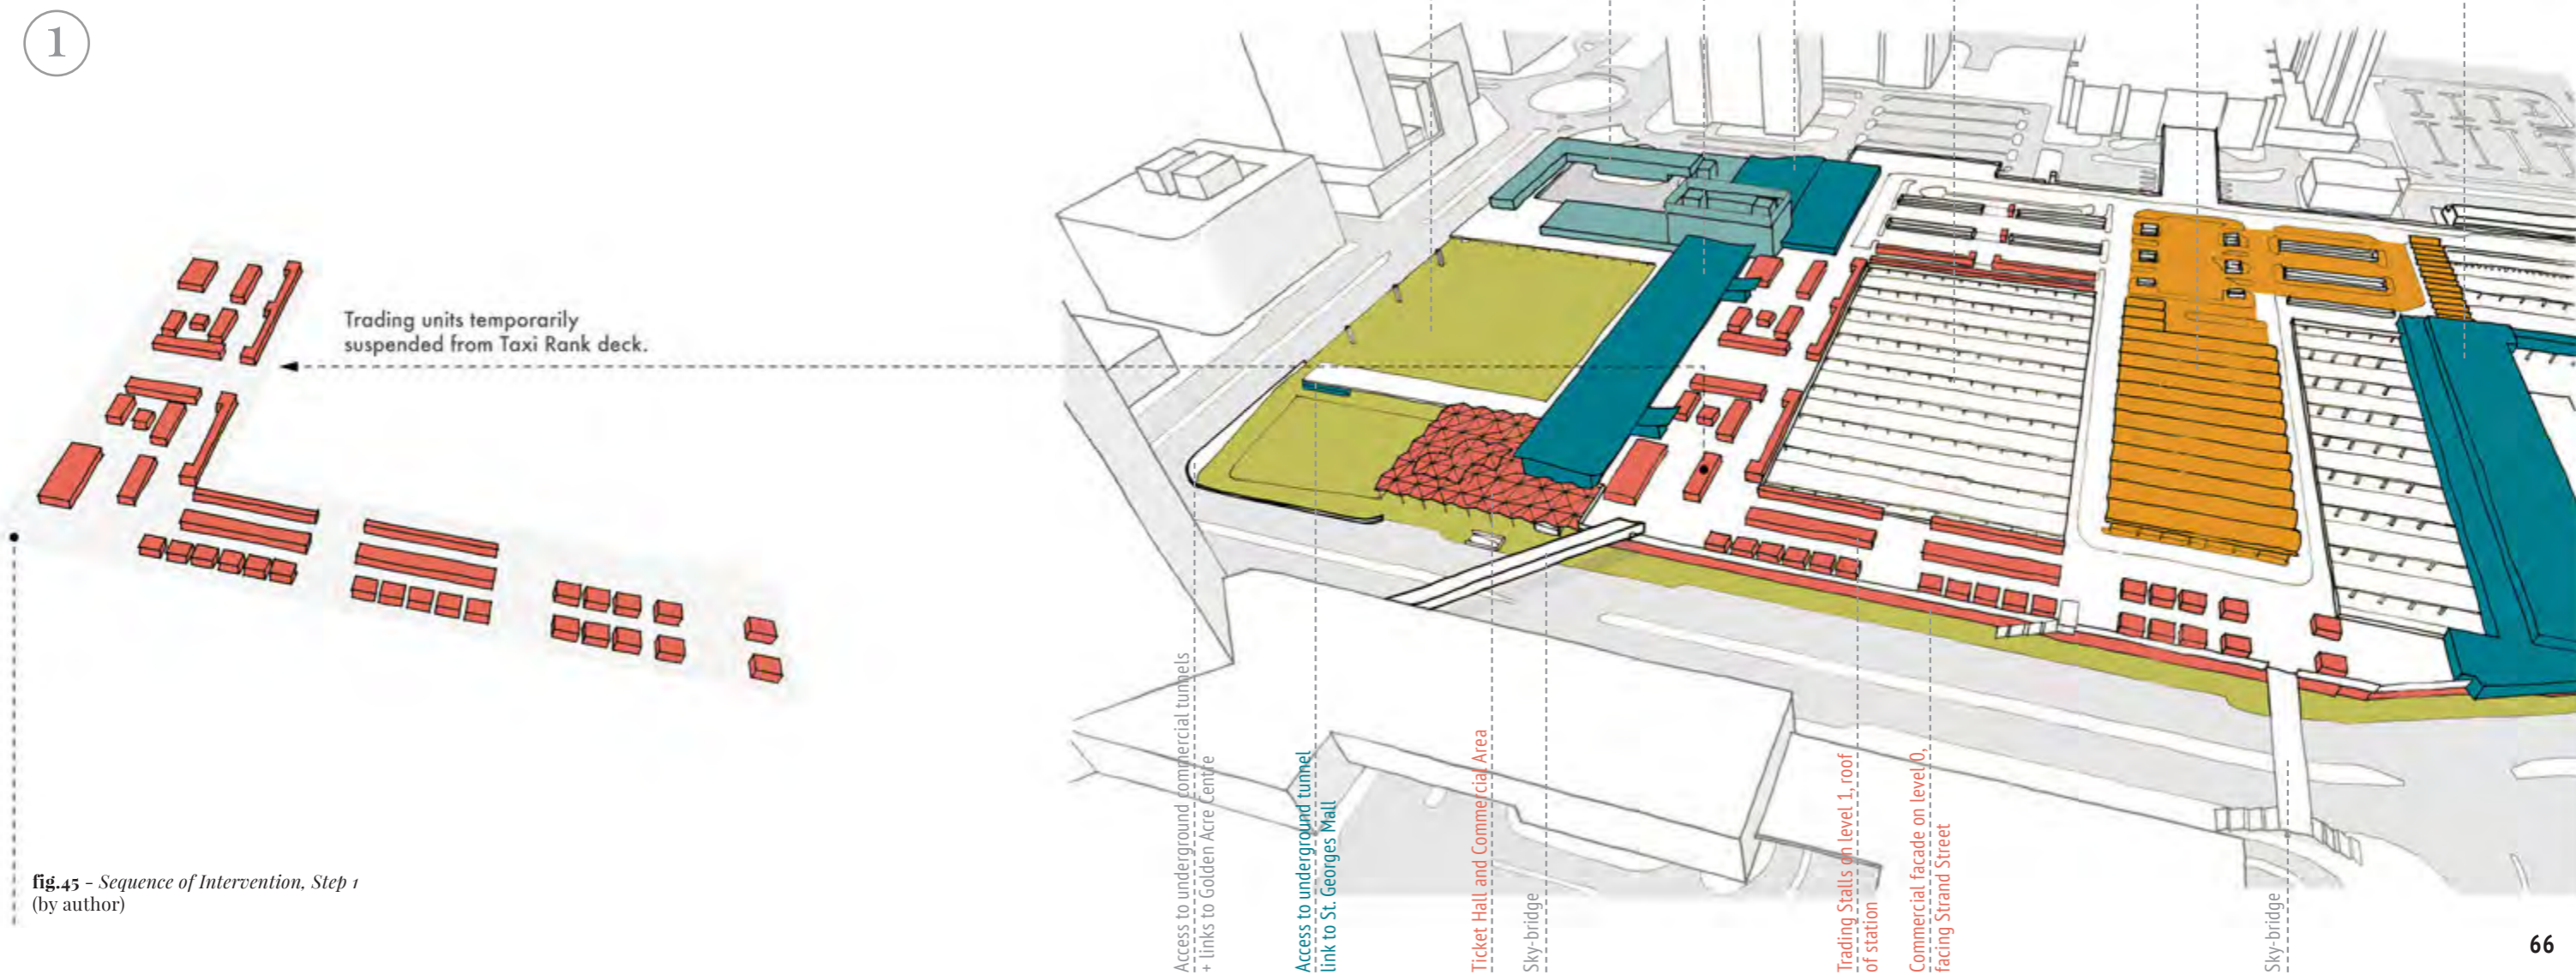 1
Trading units temporarily
suspended from Taxi Rank deck.
Access to underground commercial tunnels
+ links to Golden Acre Centre
Access to underground tunnel
link to St. Georges Mall
Ticket Hall and Commercial Area
Sky-bridge
Trading Stalls on level 1, roof
of station
Commercial facade on level 0,
facing Strand Street
Sky-bridge
fig.45 - Sequence of Intervention, Step 1
(by author)
66